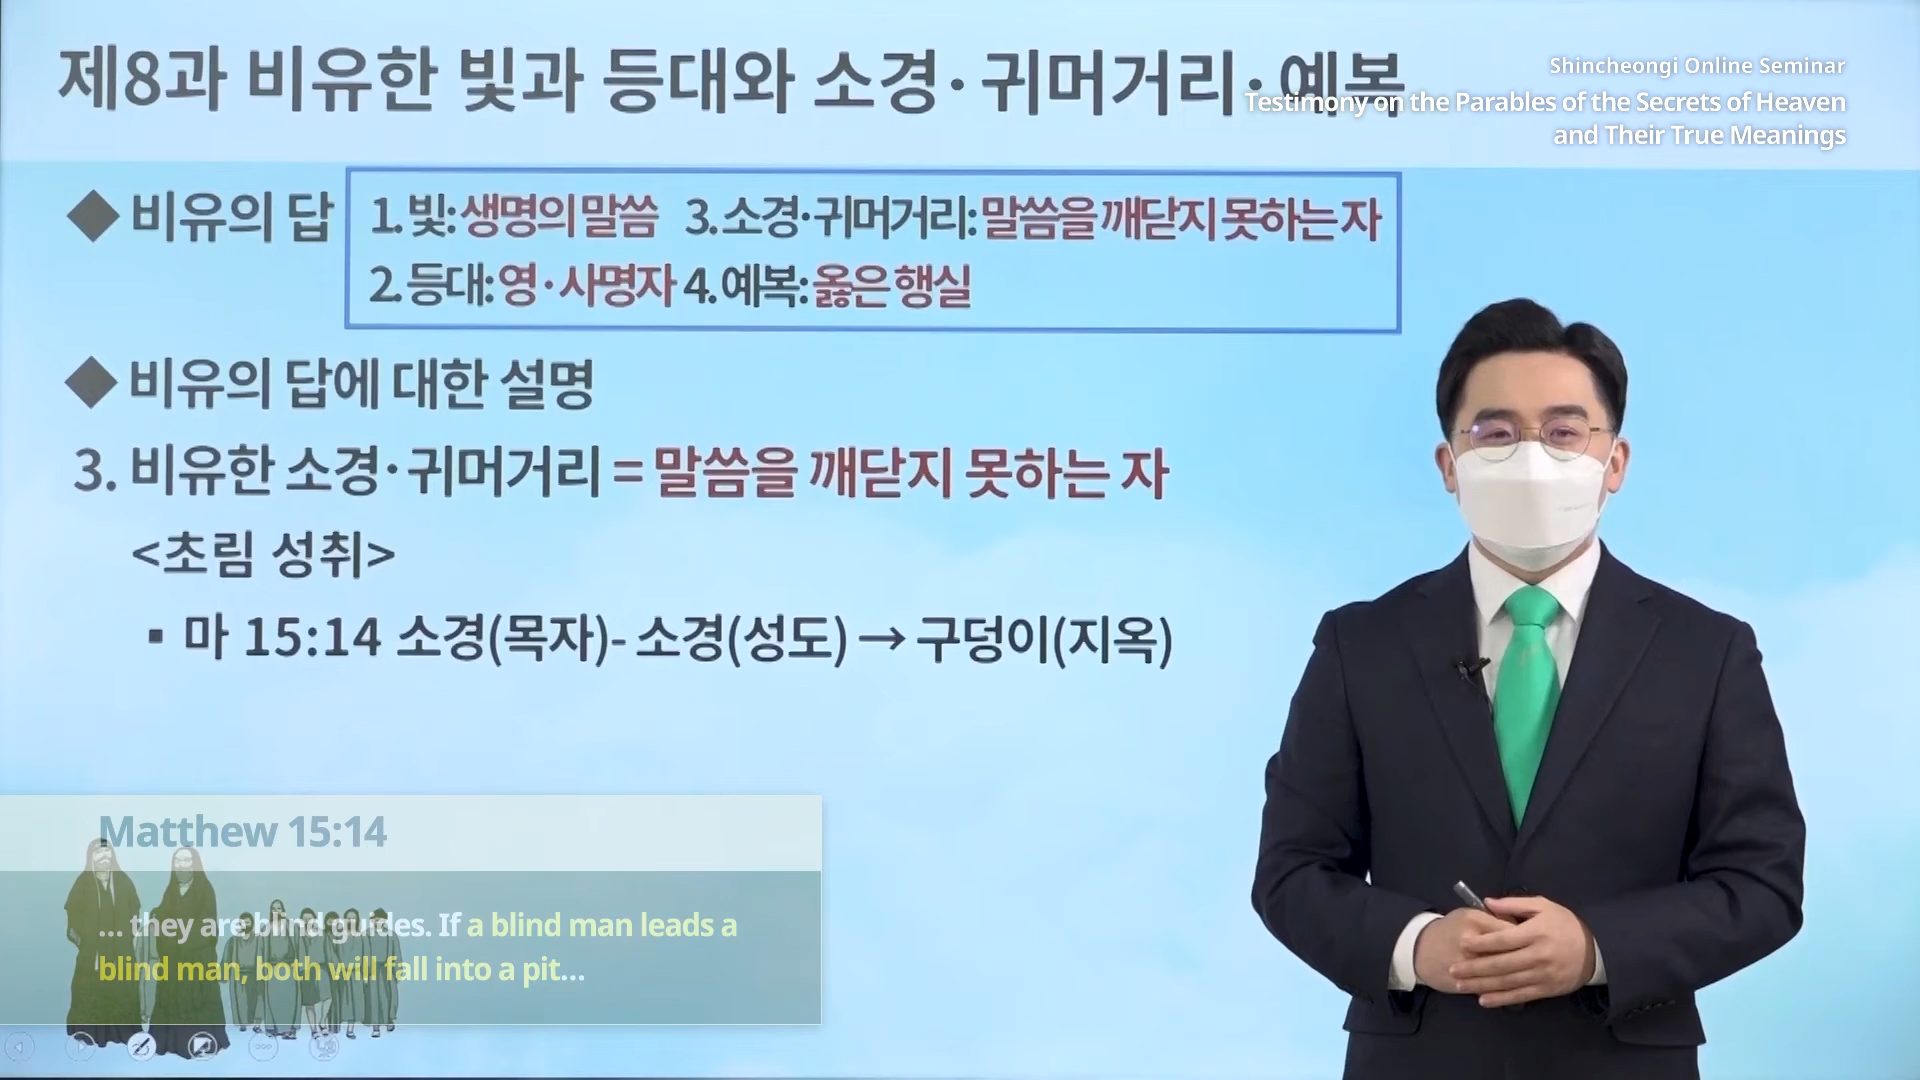 제8과 비유한 빛과 등대와 소경·귀머거리·예복
Shincheongi Online Seminar
Testimony on the Parables of the Secrets of Heaven
and Their True Meanings
◆ 비유의 답
1. 빛: 생명의 말씀 3. 소경·귀머거리: 말씀을 깨닫지 못하는 자
2. 등대: 영·사명자 4. 예복: 옳은 행실
◆ 비유의 답에 대한 설명
3. 비유한 소경·귀머거리 = 말씀을 깨닫지 못하는 자
<초림 성취>
▪ 마 15:14 소경(목자)- 소경(성도) → 구덩이(지옥)
Matthew 15:14
... they are blind guides. If a blind man leads a
blind man, both will fall into a pit...